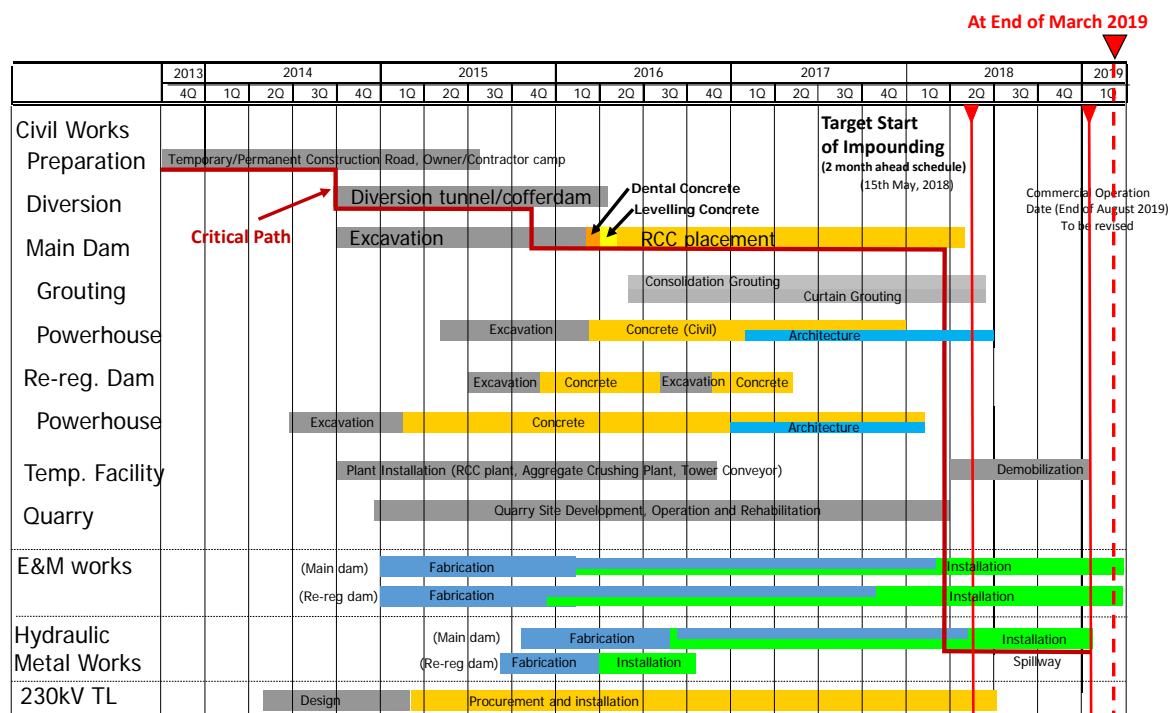 At End of March 2019
2013 2014 2015 2016 2017 2018 2019
4Q 1Q 2Q 3Q 4Q 1Q 2Q 3Q 4Q 1Q 2Q 3Q 4Q 1Q 2Q 3Q 4Q 1Q 2Q 3Q 4Q 1Q
Civil Works
Target Start
of Impounding
(2 month ahead schedule)
(15th May, 2018)
Preparation
Temporary/Permanent Construction Road, Owner/Contractor camp
Dental Concrete
Levelling Concrete
Commercial Operation
Date (End of August 2019)
To be revised
Diversion
Diversion tunnel/cofferdam
Critical Path
Main Dam
Excavation
RCC placement
Grouting
Consolidation Grouting
Curtain Grouting
Powerhouse
Excavation
Concrete (Civil)
Architecture
Re-reg. Dam
Excavation
Concrete
Excavation
Concrete
Powerhouse
Excavation
Concrete
Architecture
Temp. Facility
Plant Installation (RCC plant, Aggregate Crushing Plant, Tower Conveyor)
Demobilization
Quarry
Quarry Site Development, Operation and Rehabilitation
E&M works
(Main dam)
Fabrication
Installation
(Re-reg dam)
Fabrication
Installation
Hydraulic
Metal Works
(Main dam)
Fabrication
Installation
(Re-reg dam)
Fabrication
Installation
Spillway
230kV TL
Design
Procurement and installation